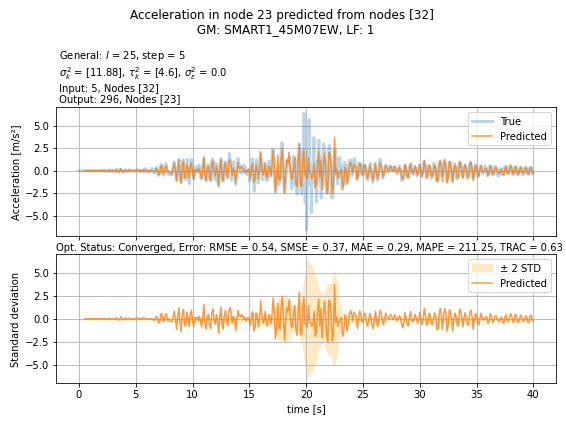 Acceleration in node 23 predicted from nodes [32]
GM: SMART1_45M07EW, LF: 1
General: l = 25, step = 5
σ²ₖ = [11.88], τ²ₖ = [4.6], σ²ε = 0.0
Input: 5, Nodes [32]
Output: 296, Nodes [23]
Acceleration [m/s²]
5.0
2.5
0.0
−2.5
−5.0
True
Predicted
Opt. Status: Converged, Error: RMSE = 0.54, SMSE = 0.37, MAE = 0.29, MAPE = 211.25, TRAC = 0.63
Standard deviation
5.0
2.5
0.0
−2.5
−5.0
± 2 STD
Predicted
0 5 10 15 20 25 30 35 40
time [s]